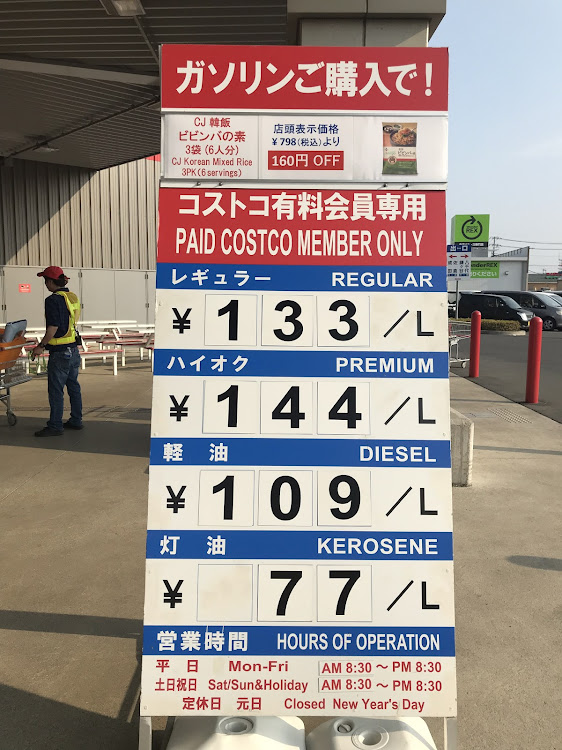 ガソリンご購入で!
CJ 韓飯
ビビンバの素
3袋(6人分)
CJ Korean Mixed Rice
3PK(6 servings)
店頭表示価格
¥798(税込)より
160円 OFF
コストコ有料会員専用
PAID COSTCO MEMBER ONLY
レギュラー REGULAR
¥133/L
ハイオク PREMIUM
¥144/L
軽油 DIESEL
¥109/L
灯油 KEROSENE
¥77/L
営業時間 HOURS OF OPERATION
平日 Mon-Fri AM 8:30 ~ PM 8:30
土日祝日 Sat/Sun&Holiday AM 8:30 ~ PM 8:30
定休日 元日 Closed New Year's Day
REX
出口